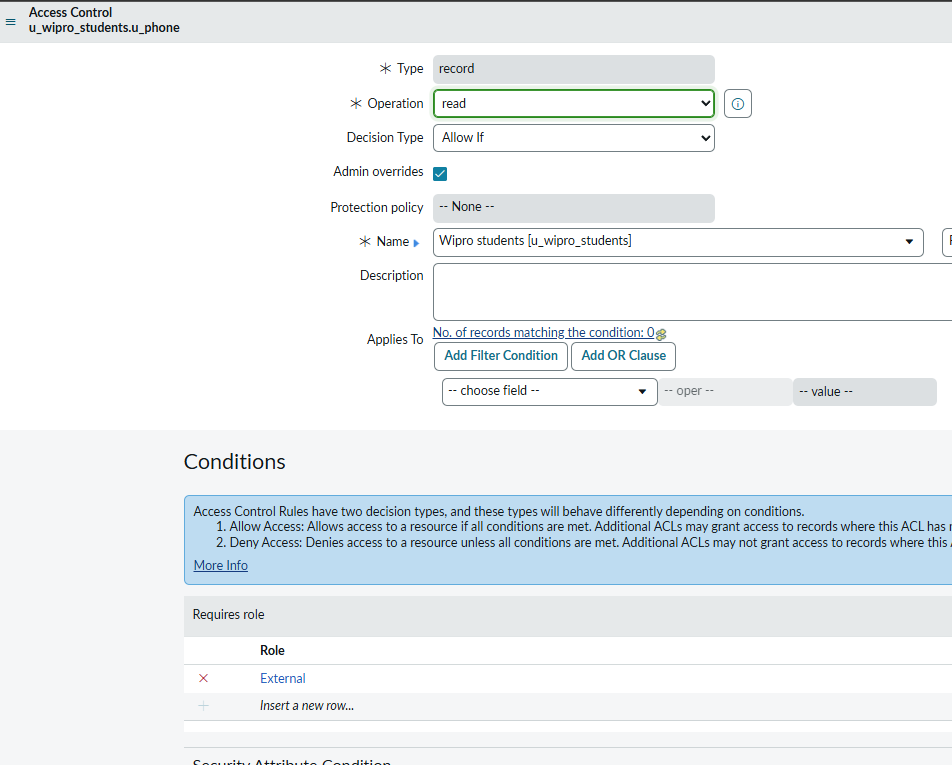 Access Control
u_wipro_students.u_phone
Type record
Operation read
Decision Type Allow If
Admin overrides
Protection policy -- None --
Name Wipro students [u_wipro_students]
Description
Applies To No. of records matching the condition: 0
Add Filter Condition Add OR Clause
-- choose field -- -- oper -- -- value --
Conditions
Access Control Rules have two decision types, and these types will behave differently depending on conditions.
1. Allow Access: Allows access to a resource if all conditions are met. Additional ACLs may grant access to records where this ACL has
2. Deny Access: Denies access to a resource unless all conditions are met. Additional ACLs may not grant access to records where this
More Info
Requires role
Role
External
Insert a new row...
Security Attribute Condition